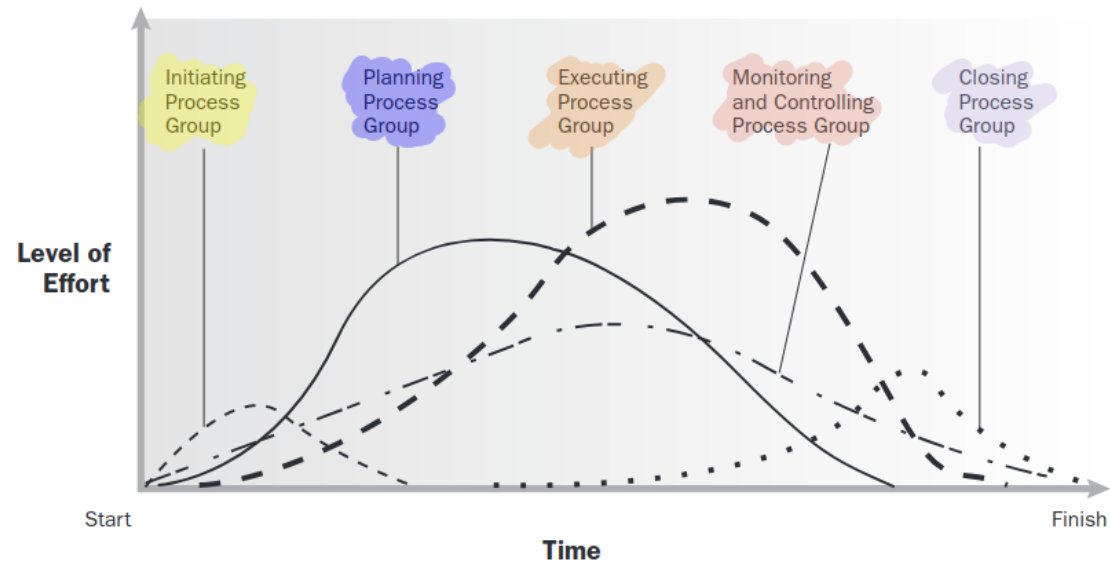 Initiating
Process
Group
Planning
Process
Group
Executing
Process
Group
Monitoring
and Controlling
Process Group
Closing
Process
Group
Level of
Effort
Start
Finish
Time